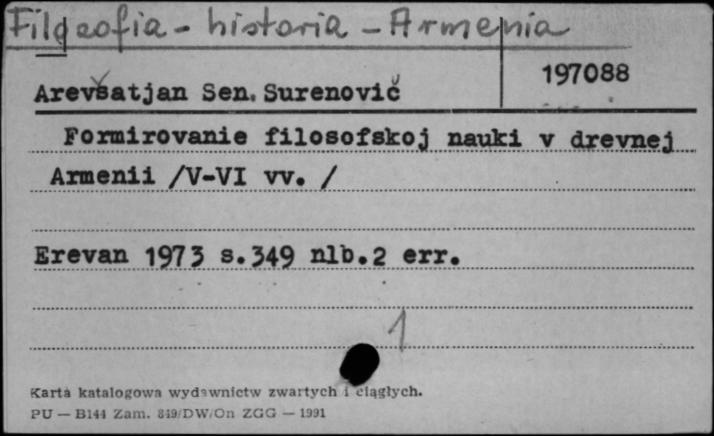 Filozofia - historia - Armenia
197088
Arevšatjan Sen. Surenovič
Formirovanie filosofskoj nauki v drevnej
Armenii /V-VI vv. /
Erevan 1973 s.349 nlb.2 err.
1
Karta katalogowa wydawnictw zwartych i ciągłych.
PU — B144 Zam. 849/DW/On ZGG — 1991